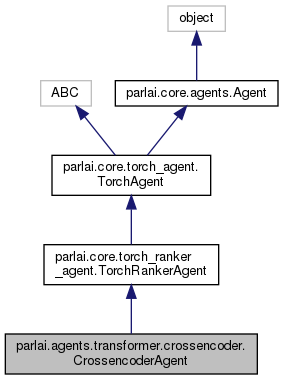 object
ABC
parlai.core.agents.Agent
parlai.core.torch_agent.
TorchAgent
parlai.core.torch_ranker
_agent.TorchRankerAgent
parlai.agents.transformer.crossencoder.
CrossencoderAgent